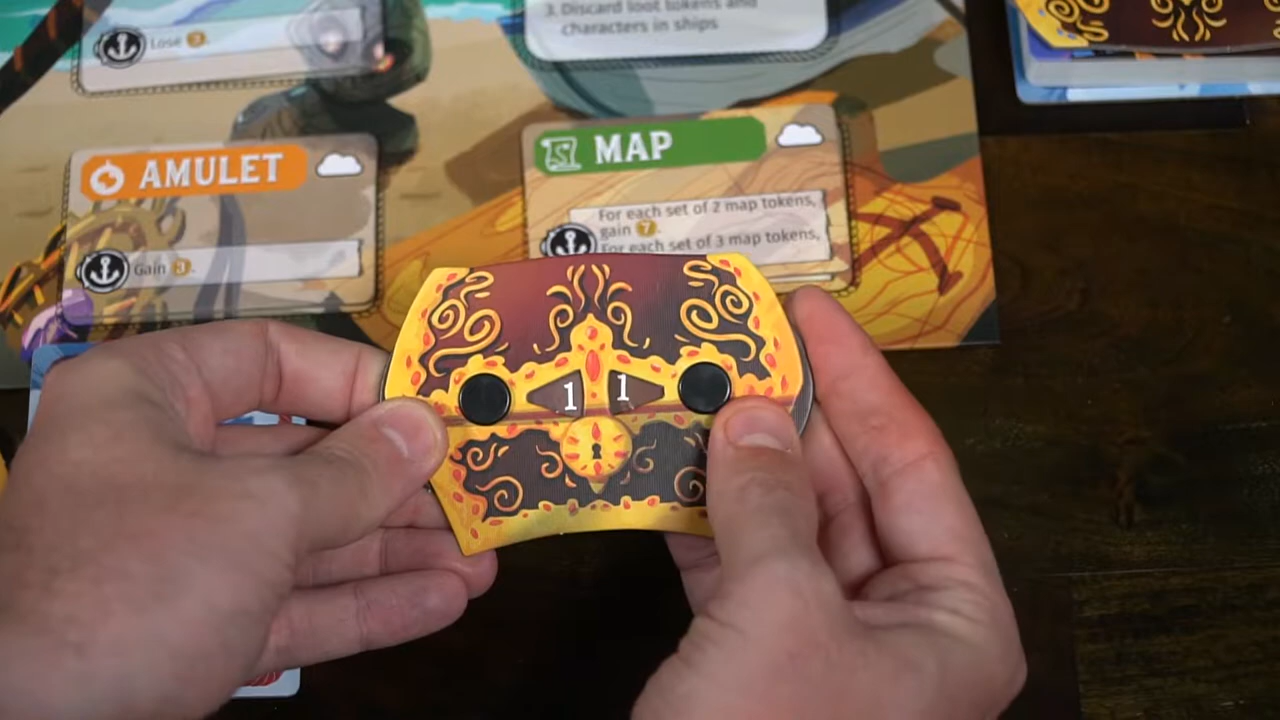 3. Discard loot tokens and
characters in ships
Lose
AMULET
Gain 3.
MAP
For each set of 2 map tokens,
gain 7.
For each set of 3 map tokens,
1 1